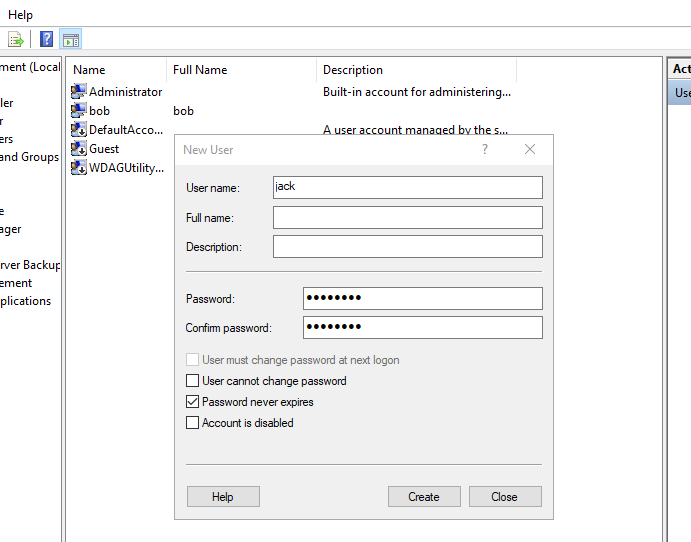 Help
ment (Local
ler
r
ers
and Groups
e
ager
rver Backup
ement
plications
Name Full Name Description
Administrator Built-in account for administering...
bob bob
DefaultAcco... A user account managed by the s...
Guest
WDAGUtility...
Act
Use
New User ?
User name: jack
Full name:
Description:
Password: ••••••••
Confirm password: ••••••••
User must change password at next logon
User cannot change password
Password never expires
Account is disabled
Help Create Close